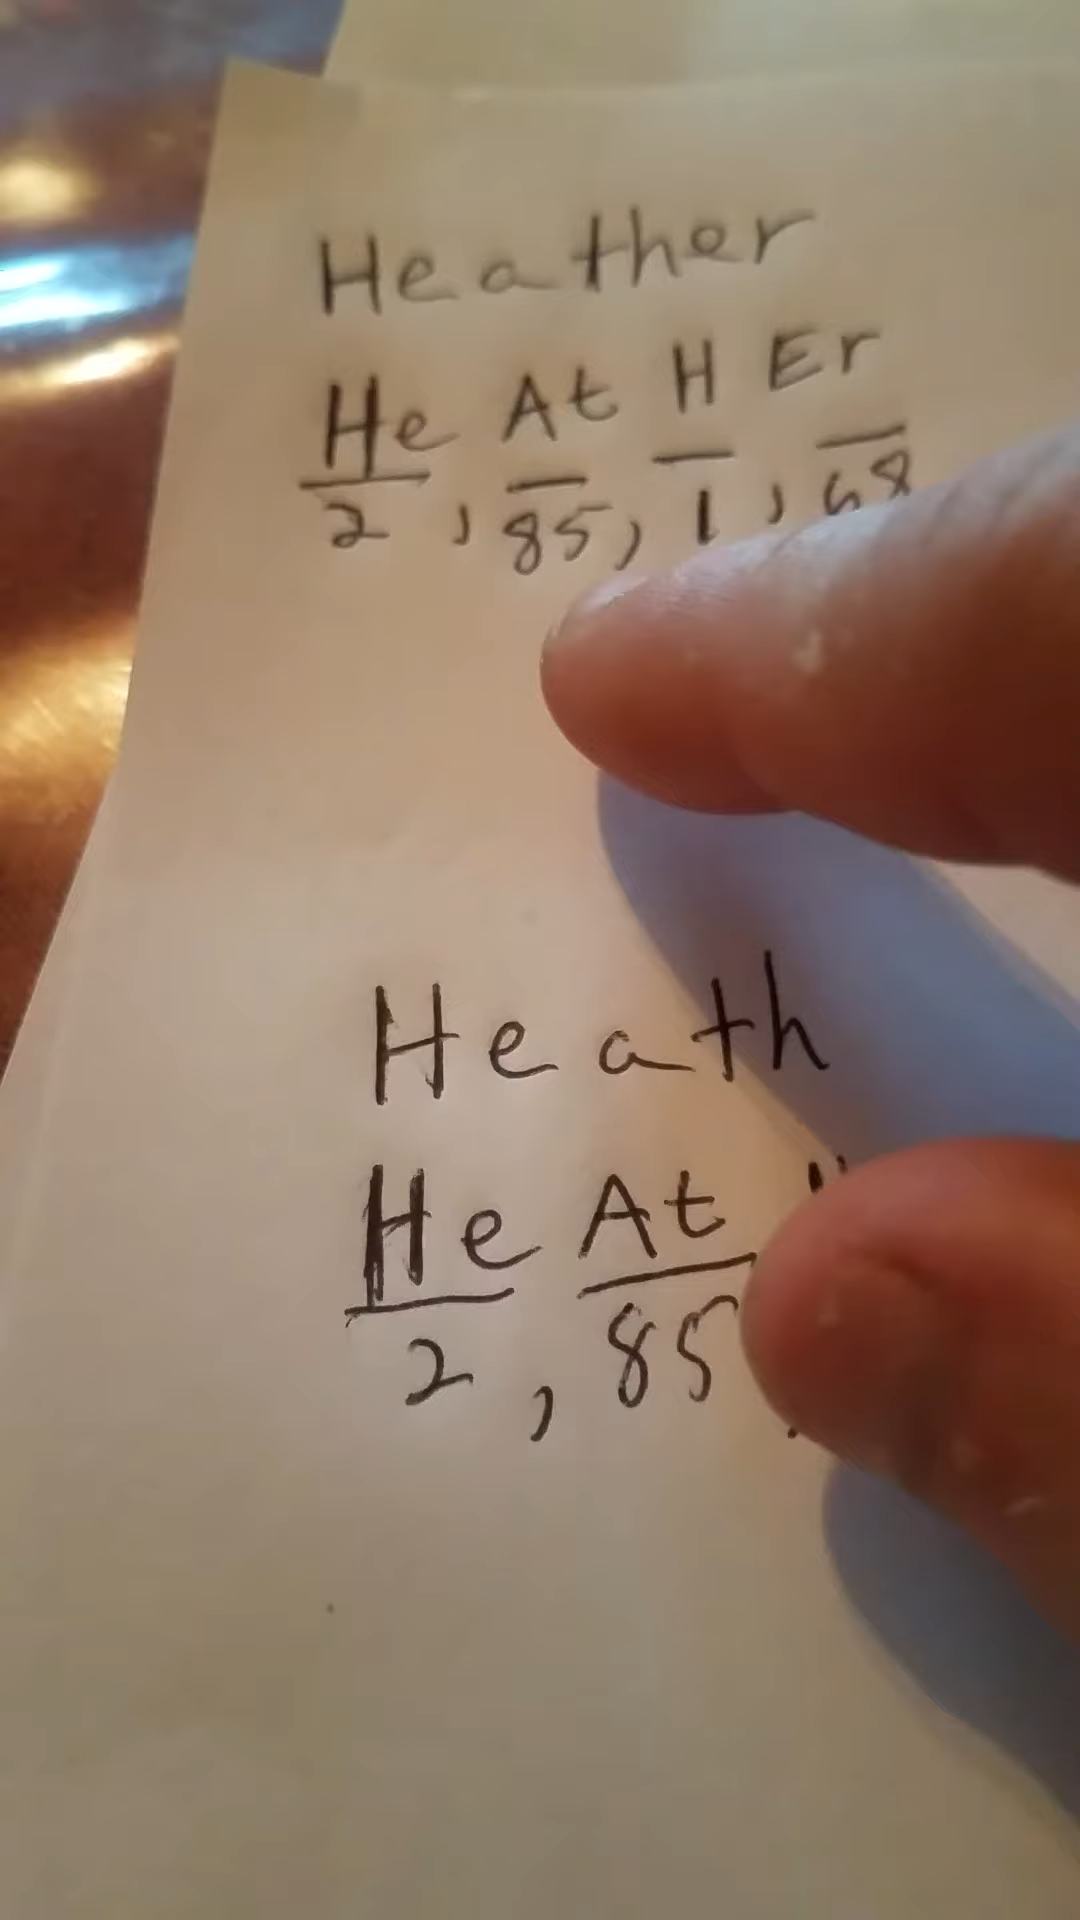 Heather
He At H Er
2, 85, 1, 68
Heath
He At
2, 85